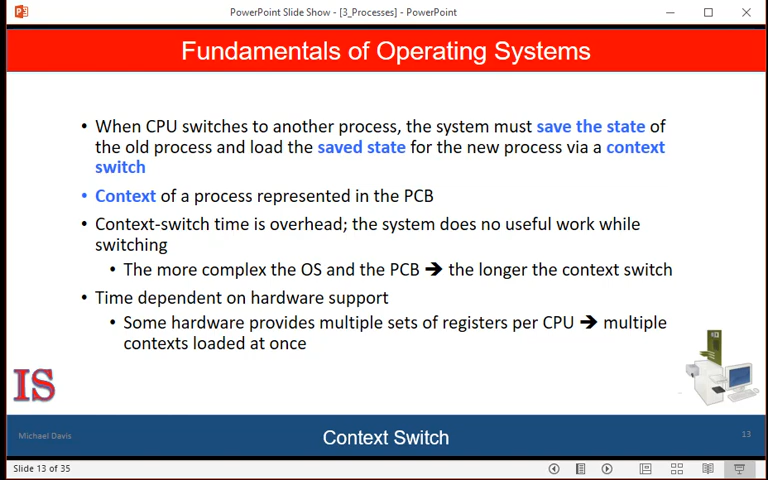 PowerPoint Slide Show - [3_Processes] - PowerPoint
Fundamentals of Operating Systems
• When CPU switches to another process, the system must save the state of
the old process and load the saved state for the new process via a context
switch
• Context of a process represented in the PCB
• Context-switch time is overhead; the system does no useful work while
switching
• The more complex the OS and the PCB ➔ the longer the context switch
• Time dependent on hardware support
• Some hardware provides multiple sets of registers per CPU ➔ multiple
contexts loaded at once
IS
Michael Davis
Context Switch
13
Slide 13 of 35